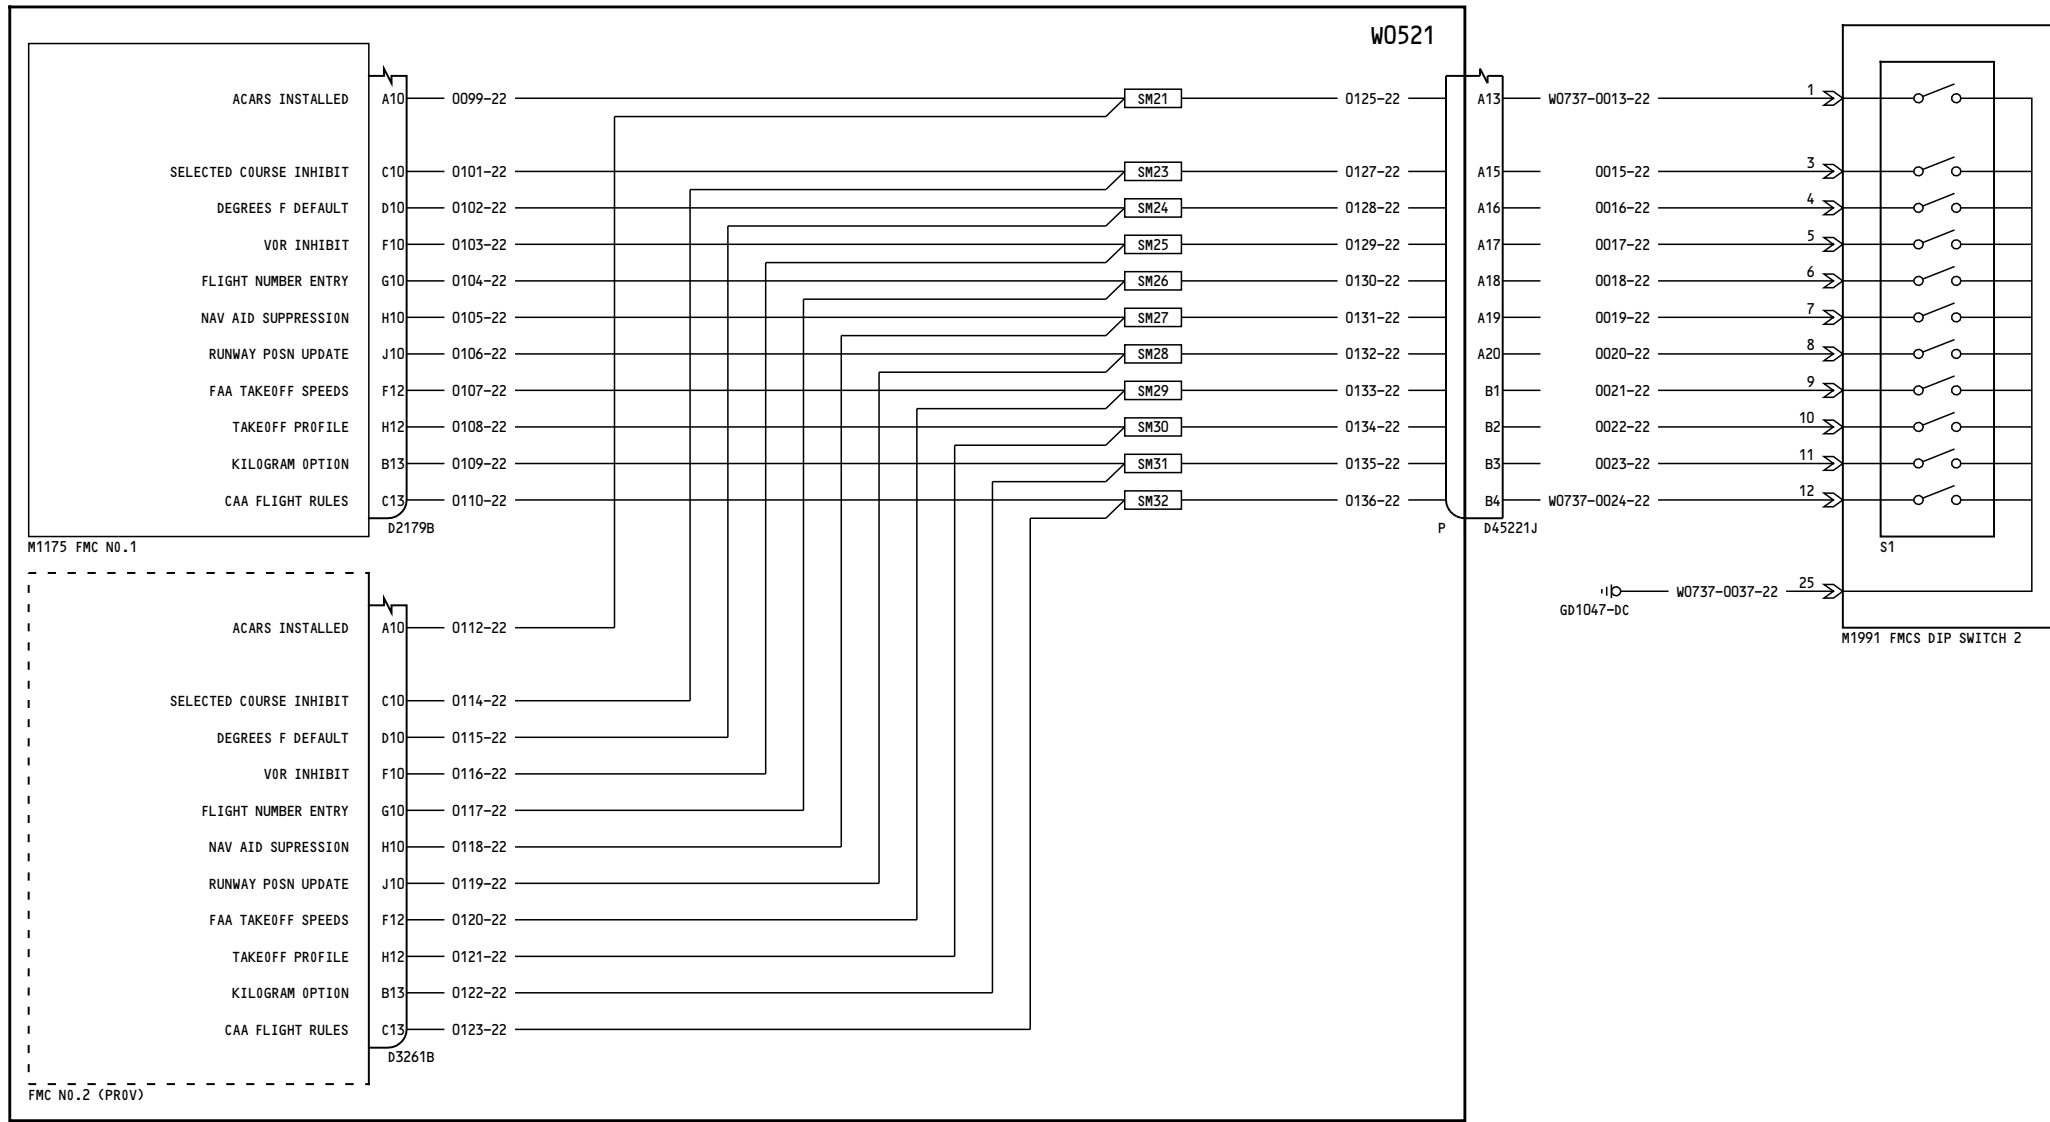 W0521
ACARS INSTALLED A10 0099-22 SM21 0125-22 A13 W0737-0013-22 1
SELECTED COURSE INHIBIT C10 0101-22 SM23 0127-22 A15 0015-22 3
DEGREES F DEFAULT D10 0102-22 SM24 0128-22 A16 0016-22 4
VOR INHIBIT F10 0103-22 SM25 0129-22 A17 0017-22 5
FLIGHT NUMBER ENTRY G10 0104-22 SM26 0130-22 A18 0018-22 6
NAV AID SUPPRESSION H10 0105-22 SM27 0131-22 A19 0019-22 7
RUNWAY POSN UPDATE J10 0106-22 SM28 0132-22 A20 0020-22 8
FAA TAKEOFF SPEEDS F12 0107-22 SM29 0133-22 B1 0021-22 9
TAKEOFF PROFILE H12 0108-22 SM30 0134-22 B2 0022-22 10
KILOGRAM OPTION B13 0109-22 SM31 0135-22 B3 0023-22 11
CAA FLIGHT RULES C13 0110-22 SM32 0136-22 B4 W0737-0024-22 12
D2179B P D45221J
M1175 FMC NO.1 S1
GD1047-DC W0737-0037-22 25
M1991 FMCS DIP SWITCH 2
ACARS INSTALLED A10 0112-22
SELECTED COURSE INHIBIT C10 0114-22
DEGREES F DEFAULT D10 0115-22
VOR INHIBIT F10 0116-22
FLIGHT NUMBER ENTRY G10 0117-22
NAV AID SUPRESSION H10 0118-22
RUNWAY POSN UPDATE J10 0119-22
FAA TAKEOFF SPEEDS F12 0120-22
TAKEOFF PROFILE H12 0121-22
KILOGRAM OPTION B13 0122-22
CAA FLIGHT RULES C13 0123-22
D3261B
FMC NO.2 (PROV)